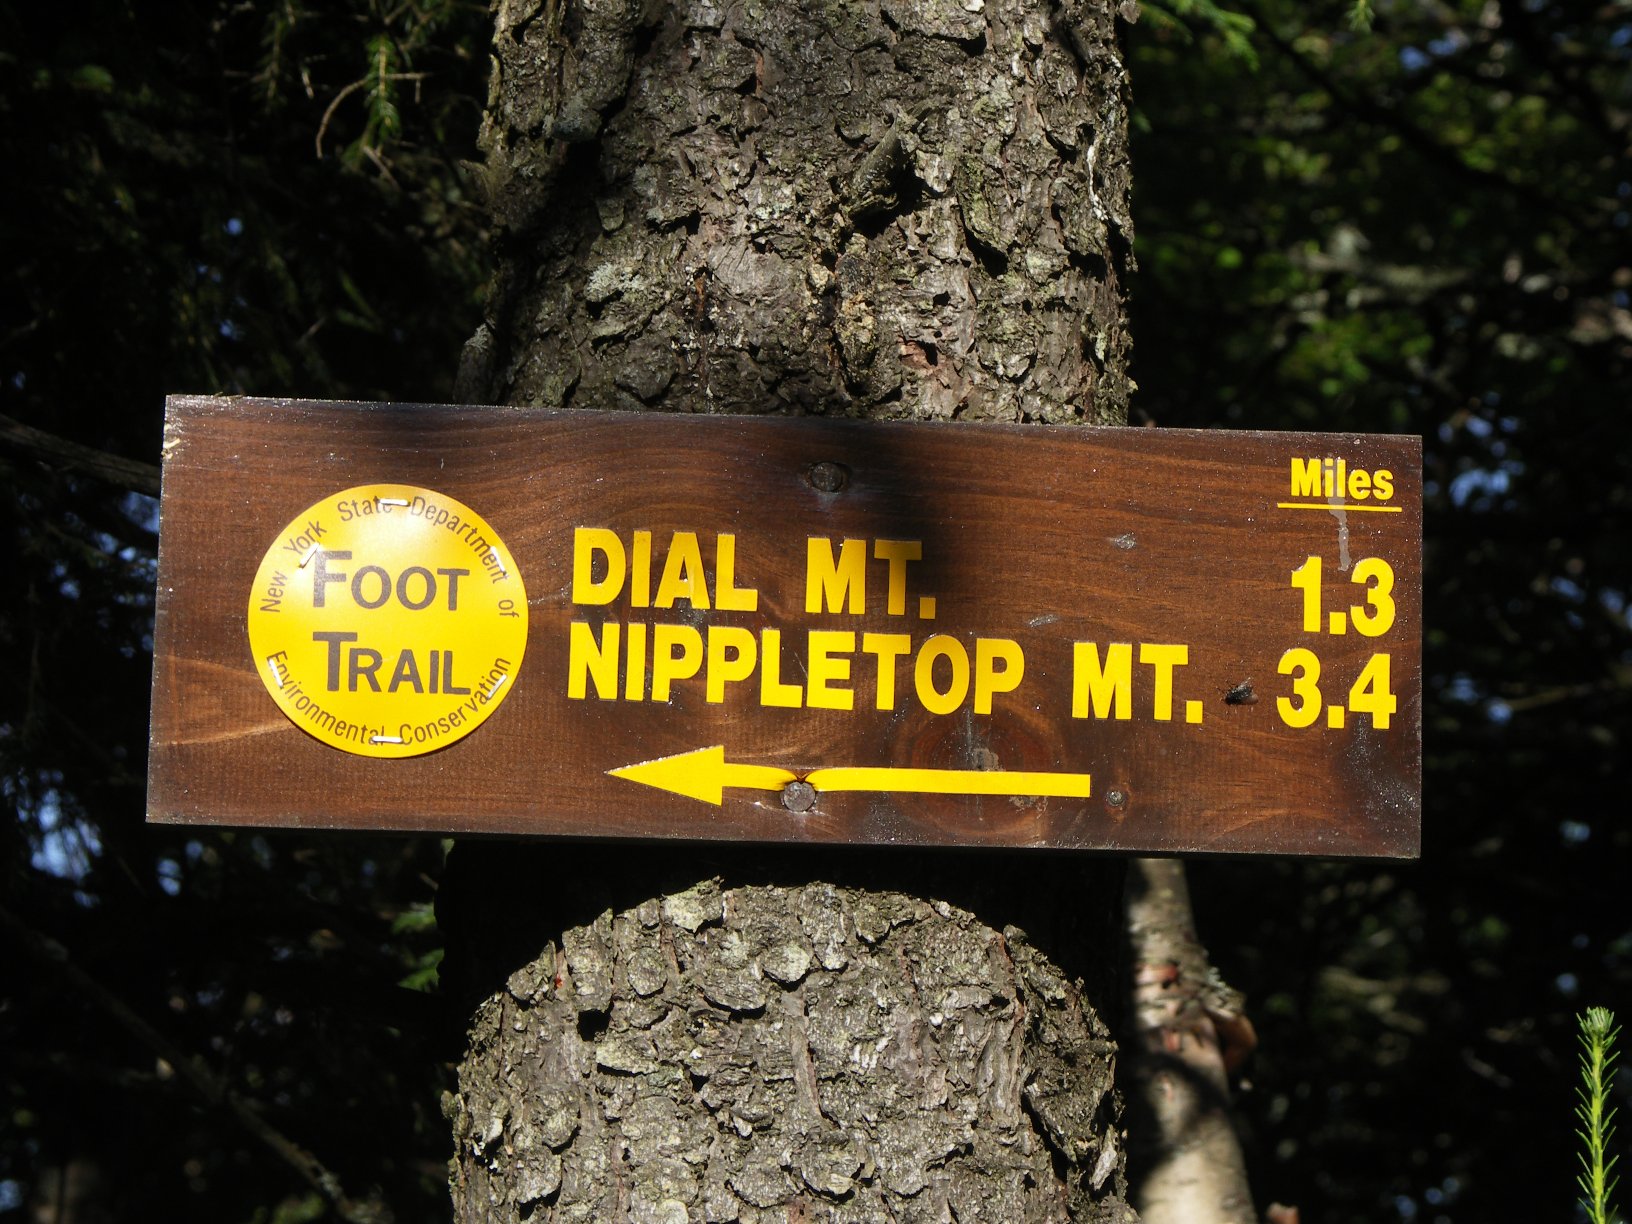 New York State Department of
FOOT
TRAIL
Environmental Conservation
Miles
DIAL MT. 1.3
NIPPLETOP MT. 3.4